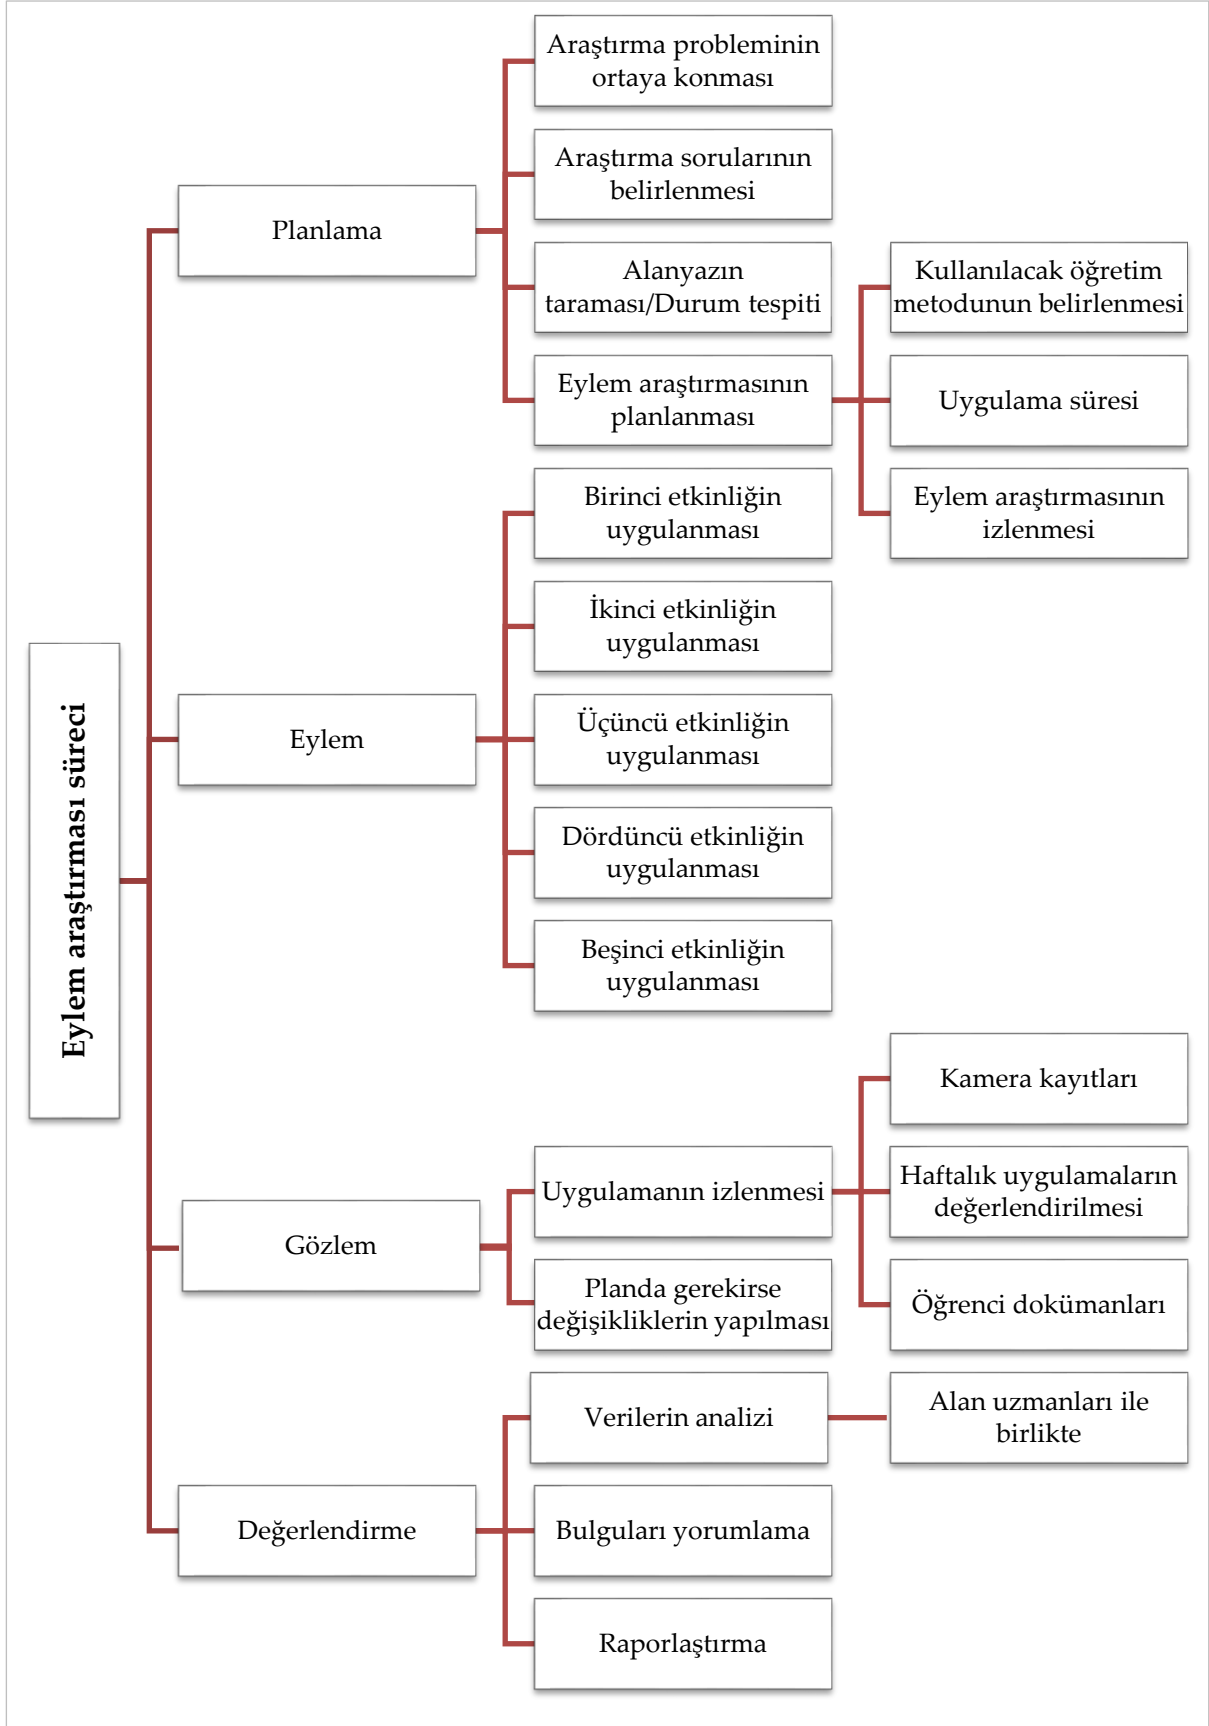 Eylem araştırması süreci
Planlama
Araştırma probleminin
ortaya konması
Araştırma sorularının
belirlenmesi
Alanyazın
taraması/Durum tespiti
Eylem araştırmasının
planlanması
Kullanılacak öğretim
metodunun belirlenmesi
Uygulama süresi
Eylem araştırmasının
izlenmesi
Eylem
Birinci etkinliğin
uygulanması
İkinci etkinliğin
uygulanması
Üçüncü etkinliğin
uygulanması
Dördüncü etkinliğin
uygulanması
Beşinci etkinliğin
uygulanması
Gözlem
Uygulamanın izlenmesi
Kamera kayıtları
Haftalık uygulamaların
değerlendirilmesi
Öğrenci dokümanları
Planda gerekirse
değişikliklerin yapılması
Değerlendirme
Verilerin analizi
Alan uzmanları ile
birlikte
Bulguları yorumlama
Raporlaştırma